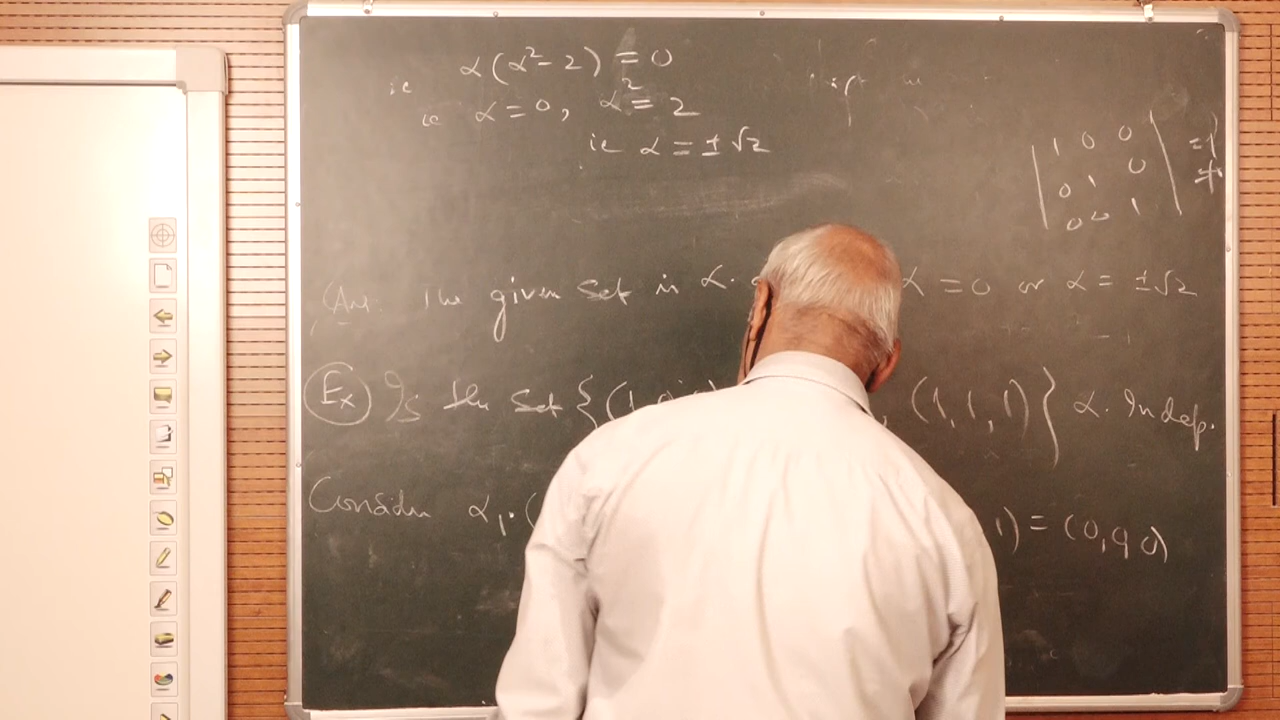 ie α(α² - 2) = 0
ie α = 0, α² = 2
ie α = ±√2
| 1 0 0
0 1 0
0 0 1 |
Ans: The given Set is α. α = 0 or α = ±√2
Ex Is the Set {(1, 0, , (1, 1, 1)} α. Indep.
Consider α₁.( 1) = (0, 0, 0)